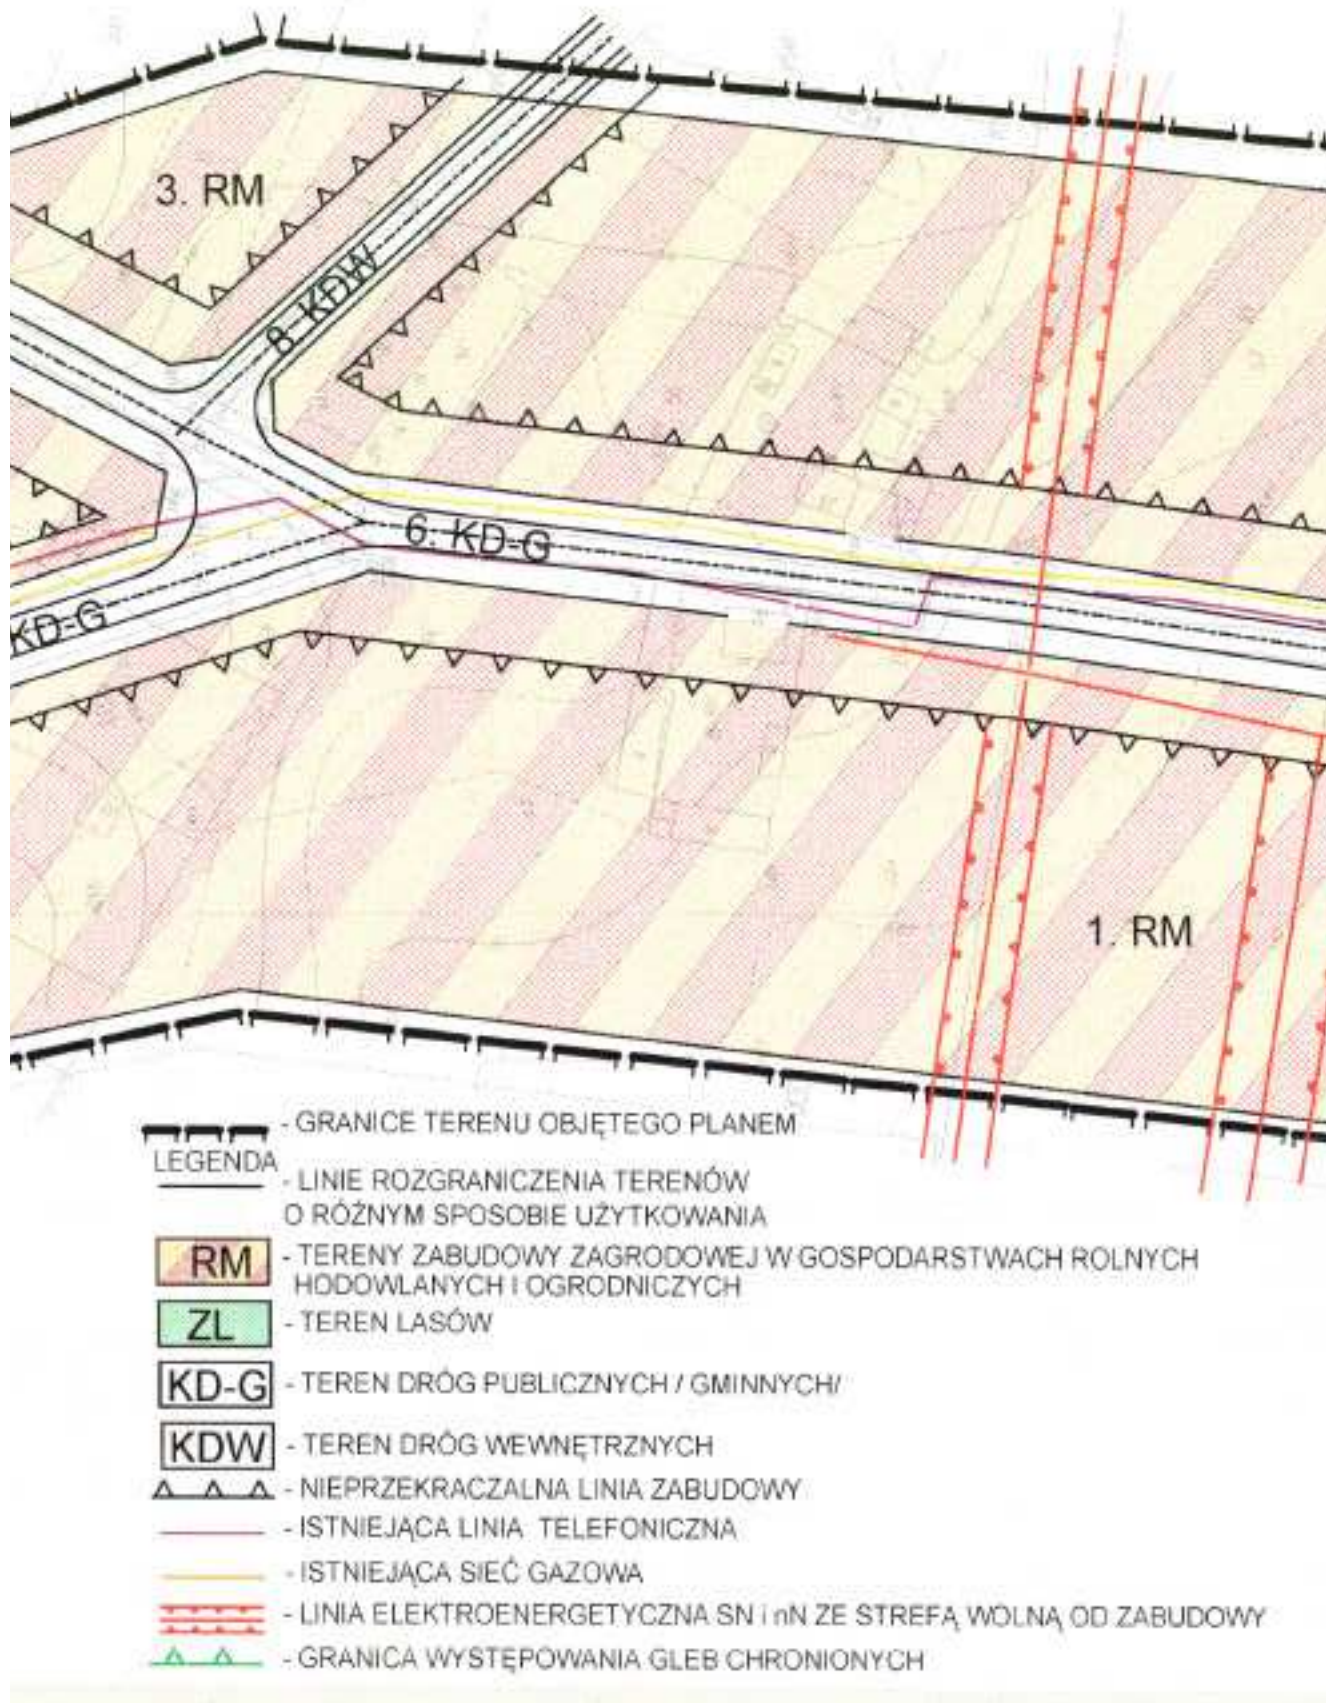 3. RM
8. KDW
6. KD-G
KD-G
1. RM
- GRANICE TERENU OBJĘTEGO PLANEM
LEGENDA
- LINIE ROZGRANICZENIA TERENÓW
O RÓŻNYM SPOSOBIE UŻYTKOWANIA
RM - TERENY ZABUDOWY ZAGRODOWEJ W GOSPODARSTWACH ROLNYCH
HODOWLANYCH I OGRODNICZYCH
ZL - TEREN LASÓW
KD-G - TEREN DRÓG PUBLICZNYCH / GMINNYCH/
KDW - TEREN DRÓG WEWNĘTRZNYCH
- NIEPRZEKRACZALNA LINIA ZABUDOWY
- ISTNIEJĄCA LINIA TELEFONICZNA
- ISTNIEJĄCA SIEĆ GAZOWA
- LINIA ELEKTROENERGETYCZNA SN i nN ZE STREFĄ WOLNĄ OD ZABUDOWY
- GRANICA WYSTĘPOWANIA GLEB CHRONIONYCH